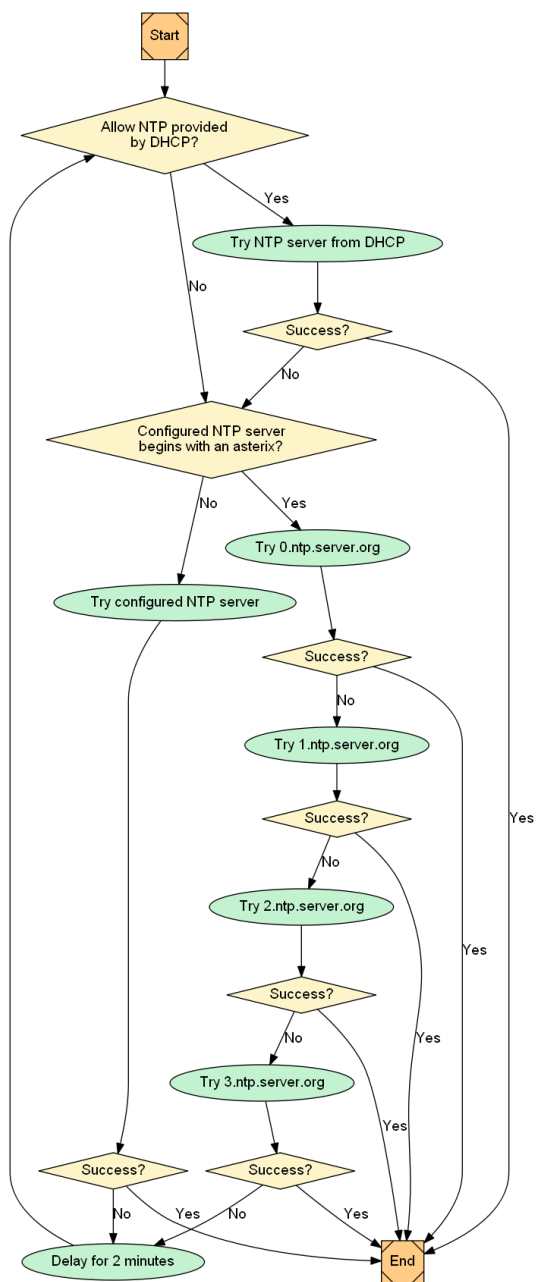 Start
Allow NTP provided
by DHCP?
Yes
Try NTP server from DHCP
No
Success?
No
Configured NTP server
begins with an asterix?
No
Yes
Try 0.ntp.server.org
Try configured NTP server
Success?
No
Try 1.ntp.server.org
Success?
Yes
No
Try 2.ntp.server.org
Yes
Success?
No
Yes
Try 3.ntp.server.org
Yes
Success?
Success?
No
Yes
No
Yes
Delay for 2 minutes
End